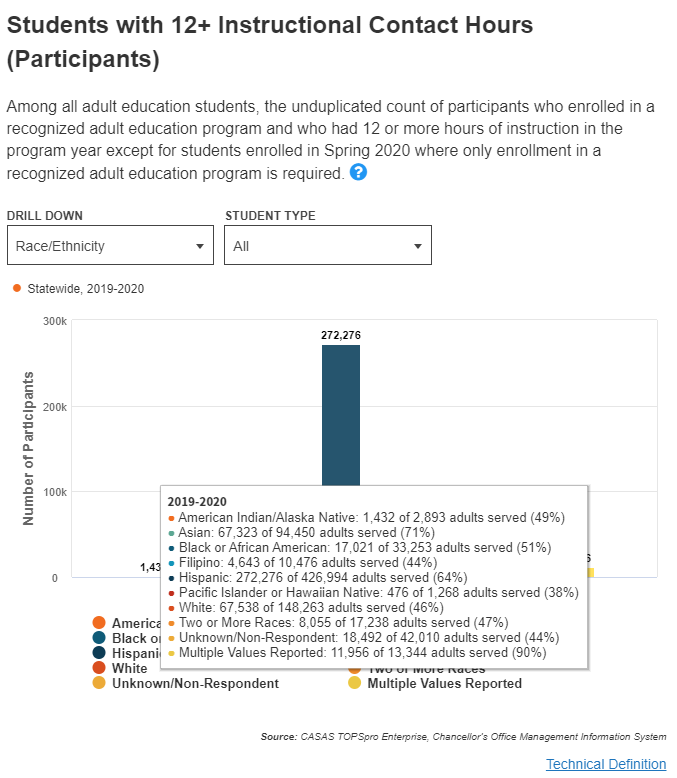 Students with 12+ Instructional Contact Hours
(Participants)
Among all adult education students, the unduplicated count of participants who enrolled in a
recognized adult education program and who had 12 or more hours of instruction in the
program year except for students enrolled in Spring 2020 where only enrollment in a
recognized adult education program is required. ?
DRILL DOWN STUDENT TYPE
Race/Ethnicity All
Statewide, 2019-2020
300k
272,276
200k
Number of Participants
100k
2019-2020
American Indian/Alaska Native: 1,432 of 2,893 adults served (49%)
Asian: 67,323 of 94,450 adults served (71%)
Black or African American: 17,021 of 33,253 adults served (51%)
Filipino: 4,643 of 10,476 adults served (44%)
Hispanic: 272,276 of 426,994 adults served (64%)
Pacific Islander or Hawaiian Native: 476 of 1,268 adults served (38%)
White: 67,538 of 148,263 adults served (46%)
Two or More Races: 8,055 of 17,238 adults served (47%)
Unknown/Non-Respondent: 18,492 of 42,010 adults served (44%)
Multiple Values Reported: 11,956 of 13,344 adults served (90%)
1,43
0
America
Black o
Hispani
White Two or More Races
Unknown/Non-Respondent Multiple Values Reported
Source: CASAS TOPSpro Enterprise, Chancellor's Office Management Information System
Technical Definition